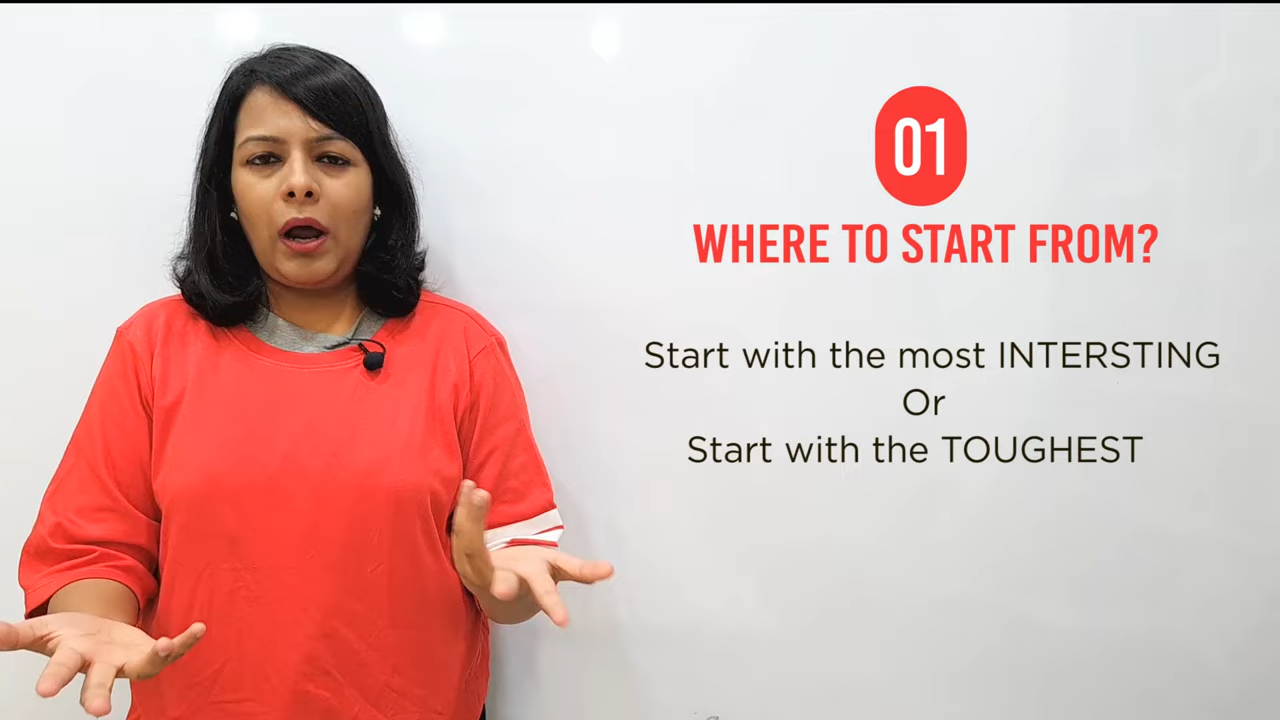 01
WHERE TO START FROM?
Start with the most INTERSTING
Or
Start with the TOUGHEST